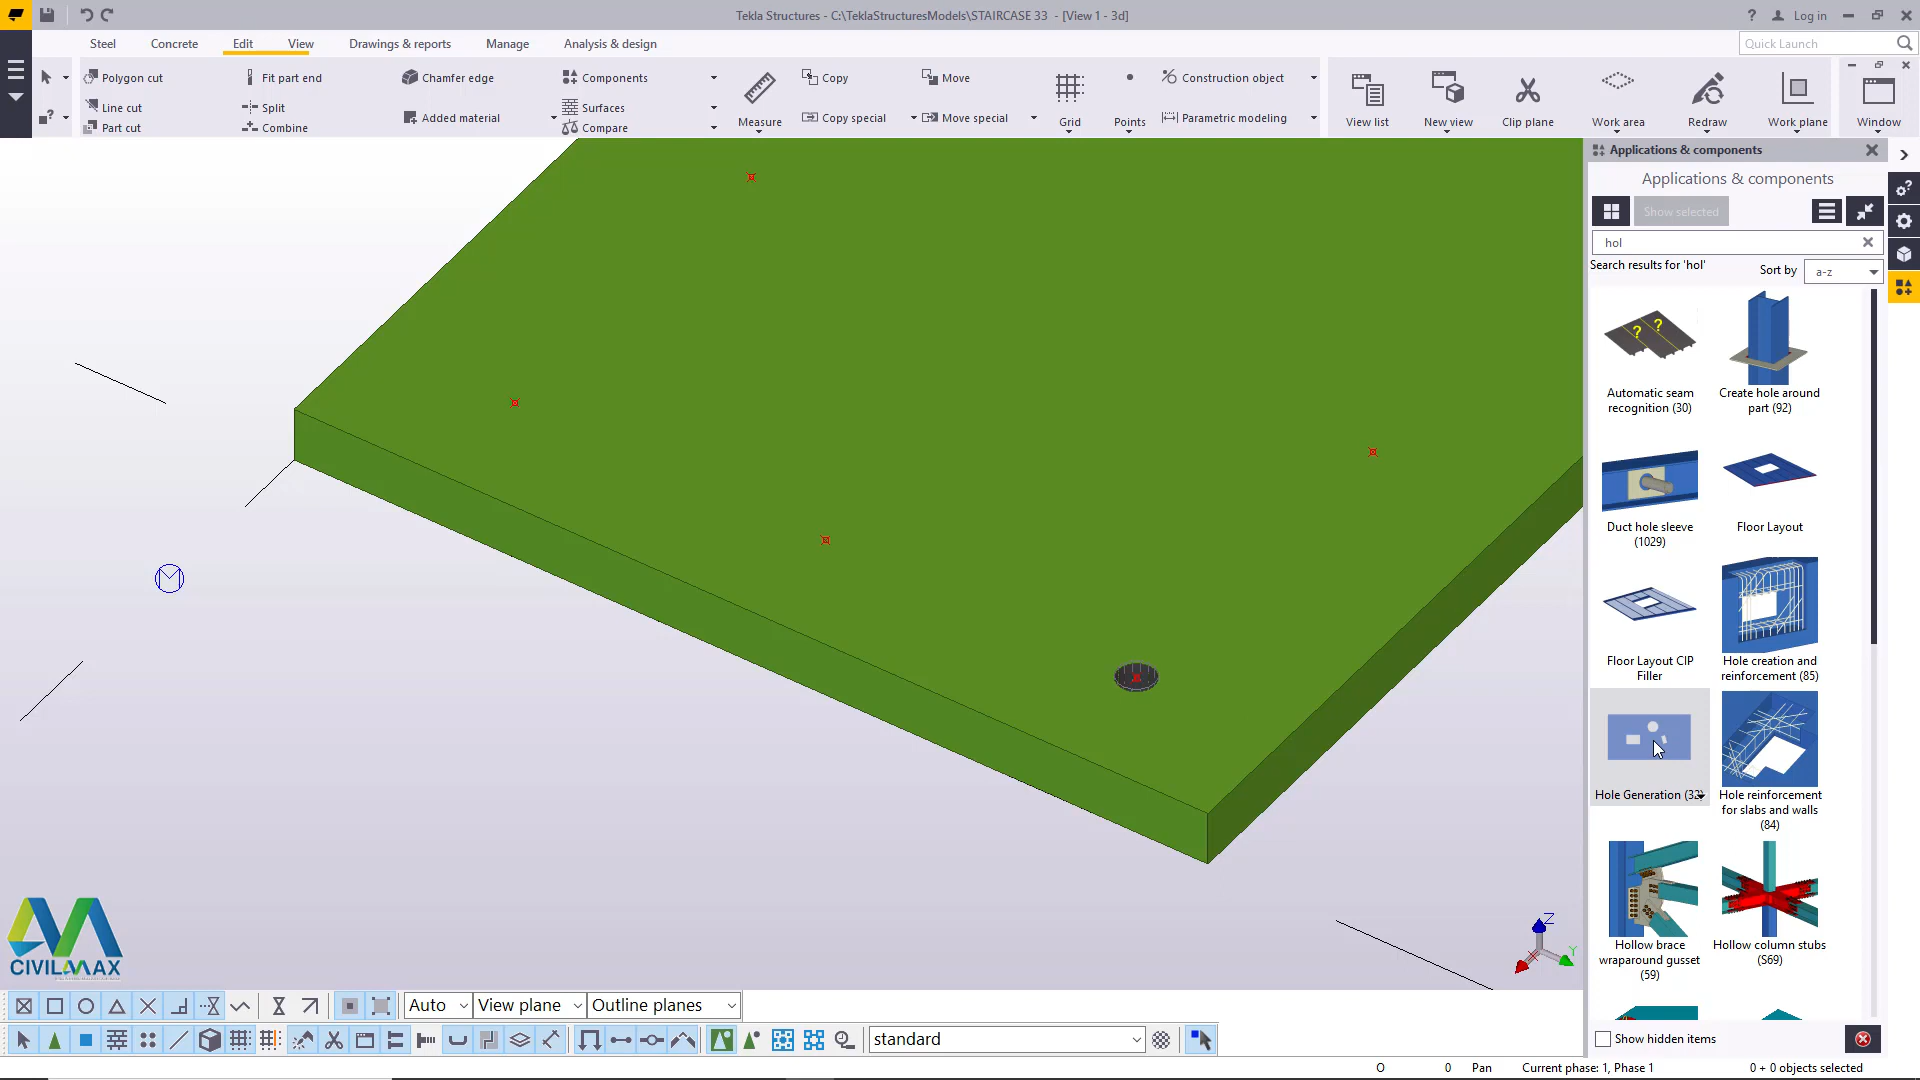 Tekla Structures - C:\TeklaStructuresModels\STAIRCASE 33 - [View 1 - 3d]
? Log in
Steel Concrete Edit View Drawings & reports Manage Analysis & design
Quick Launch
Polygon cut
Line cut
Part cut
Fit part end
Split
Combine
Chamfer edge
Added material
Components
Surfaces
Compare
Measure
Copy
Copy special
Move
Move special
Grid
Points
Construction object
Parametric modeling
View list
New view
Clip plane
Work area
Redraw
Work plane
Window
Applications & components
Applications & components
Show selected
hol
Search results for 'hol'
Sort by
a-z
? ?
Automatic seam
recognition (30)
Create hole around
part (92)
Duct hole sleeve
(1029)
Floor Layout
Floor Layout CIP
Filler
Hole creation and
reinforcement (85)
Hole Generation (32)
Hole reinforcement
for slabs and walls
(84)
Hollow brace
wraparound gusset
(59)
Hollow column stubs
(S69)
Show hidden items
Z
Y
X
CIVILMAX
Auto
View plane
Outline planes
standard
O
0
Pan
Current phase: 1, Phase 1
0 + 0 objects selected